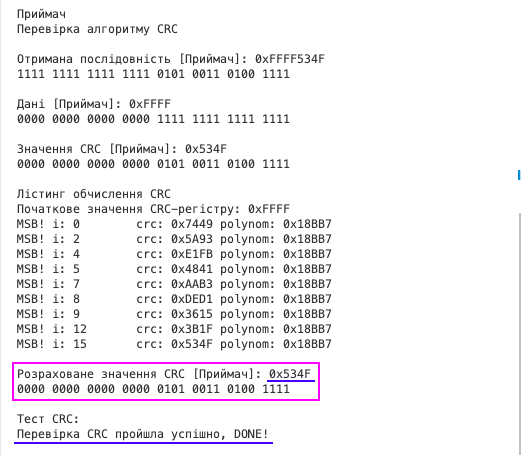 Приймач
Перевірка алгоритму CRC
Отримана послідовність [Приймач]: 0xFFFF534F
1111 1111 1111 1111 0101 0011 0100 1111
Дані [Приймач]: 0xFFFF
0000 0000 0000 0000 1111 1111 1111 1111
Значення CRC [Приймач]: 0x534F
0000 0000 0000 0000 0101 0011 0100 1111
Лістинг обчислення CRC
Початкове значення CRC–регістру: 0xFFFF
MSB! i: 0 crc: 0x7449 polynom: 0x18BB7
MSB! i: 2 crc: 0x5A93 polynom: 0x18BB7
MSB! i: 4 crc: 0xE1FB polynom: 0x18BB7
MSB! i: 5 crc: 0x4841 polynom: 0x18BB7
MSB! i: 7 crc: 0xAAB3 polynom: 0x18BB7
MSB! i: 8 crc: 0xDED1 polynom: 0x18BB7
MSB! i: 9 crc: 0x3615 polynom: 0x18BB7
MSB! i: 12 crc: 0x3B1F polynom: 0x18BB7
MSB! i: 15 crc: 0x534F polynom: 0x18BB7
Розраховане значення CRC [Приймач]: 0x534F
0000 0000 0000 0000 0101 0011 0100 1111
Тест CRC:
Перевірка CRC пройшла успішно, DONE!